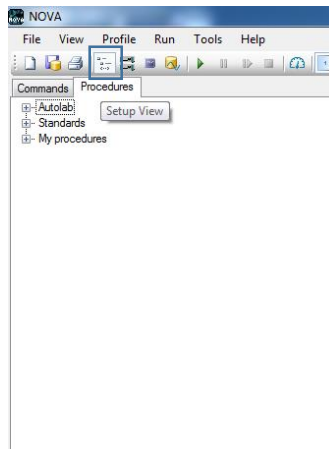 NOVA
File View Profile Run Tools Help
Commands Procedures
Autolab
Setup View
Standards
My procedures